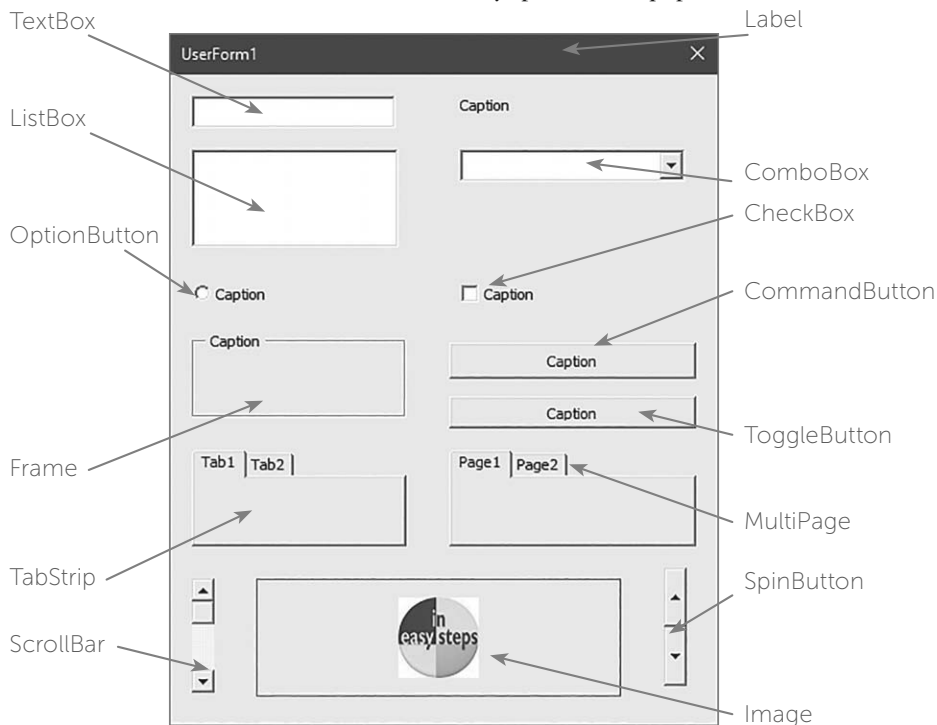 TextBox
Label
UserForm1
ListBox
Caption
ComboBox
CheckBox
OptionButton
Caption
Caption
CommandButton
Caption
Caption
Caption
ToggleButton
Frame
Tab1 Tab2
Page1 Page2
MultiPage
TabStrip
SpinButton
in
easy steps
ScrollBar
Image